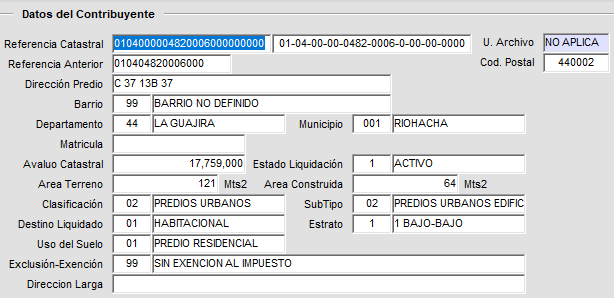 Datos del Contribuyente
Referencia Catastral 0104000004820006000000000 01-04-00-00-0482-0006-0-00-00-0000 U. Archivo NO APLICA
Referencia Anterior 010404820006000 Cod. Postal 440002
Dirección Predio C 37 13B 37
Barrio 99 BARRIO NO DEFINIDO
Departamento 44 LA GUAJIRA Municipio 001 RIOHACHA
Matricula
Avaluo Catastral 17,759,000 Estado Liquidación 1 ACTIVO
Area Terreno 121 Mts2 Area Construida 64 Mts2
Clasificación 02 PREDIOS URBANOS SubTipo 02 PREDIOS URBANOS EDIFIC
Destino Liquidado 01 HABITACIONAL Estrato 1 1 BAJO-BAJO
Uso del Suelo 01 PREDIO RESIDENCIAL
Exclusión-Exención 99 SIN EXENCION AL IMPUESTO
Direccion Larga